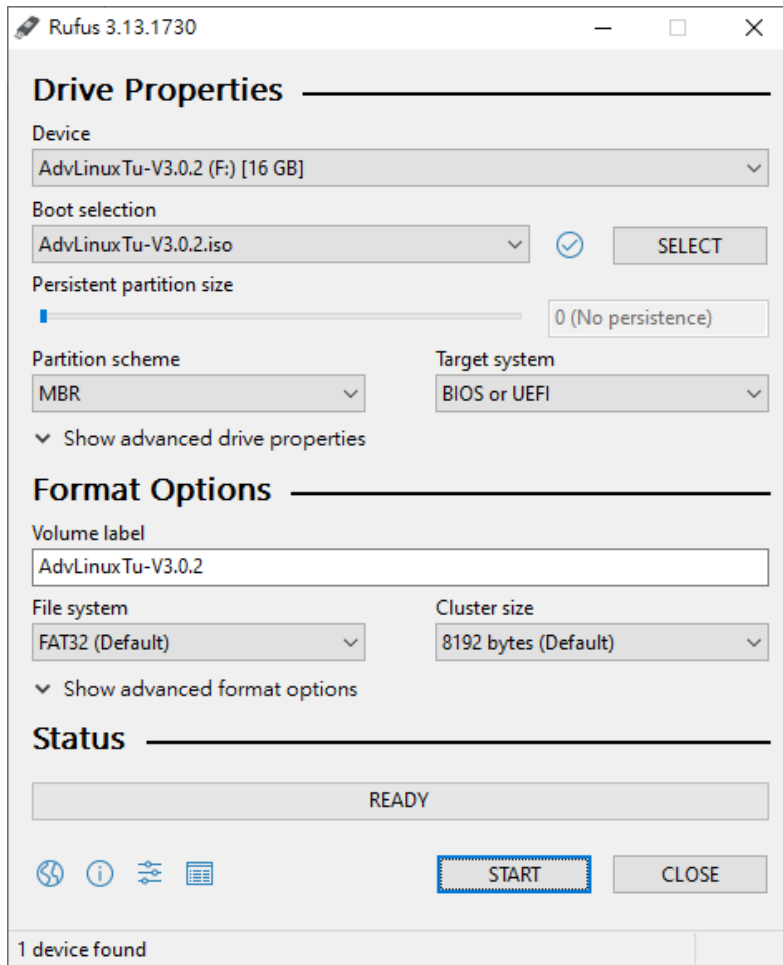 Rufus 3.13.1730
Drive Properties
Device
AdvLinuxTu-V3.0.2 (F:) [16 GB]
Boot selection
AdvLinuxTu-V3.0.2.iso
SELECT
Persistent partition size
0 (No persistence)
Partition scheme
Target system
MBR
BIOS or UEFI
Show advanced drive properties
Format Options
Volume label
AdvLinuxTu-V3.0.2
File system
Cluster size
FAT32 (Default)
8192 bytes (Default)
Show advanced format options
Status
READY
START
CLOSE
1 device found